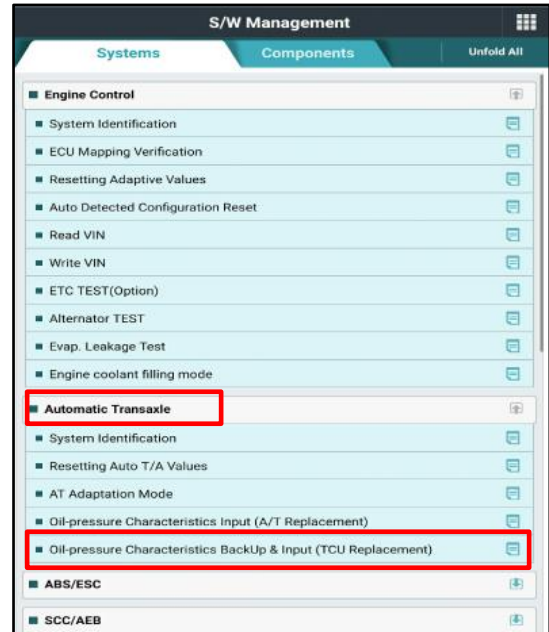 S/W Management
Systems Components Unfold All
Engine Control
System Identification
ECU Mapping Verification
Resetting Adaptive Values
Auto Detected Configuration Reset
Read VIN
Write VIN
ETC TEST(Option)
Alternator TEST
Evap. Leakage Test
Engine coolant filling mode
Automatic Transaxle
System Identification
Resetting Auto T/A Values
AT Adaptation Mode
Oil-pressure Characteristics Input (A/T Replacement)
Oil-pressure Characteristics BackUp & Input (TCU Replacement)
ABS/ESC
SCC/AEB